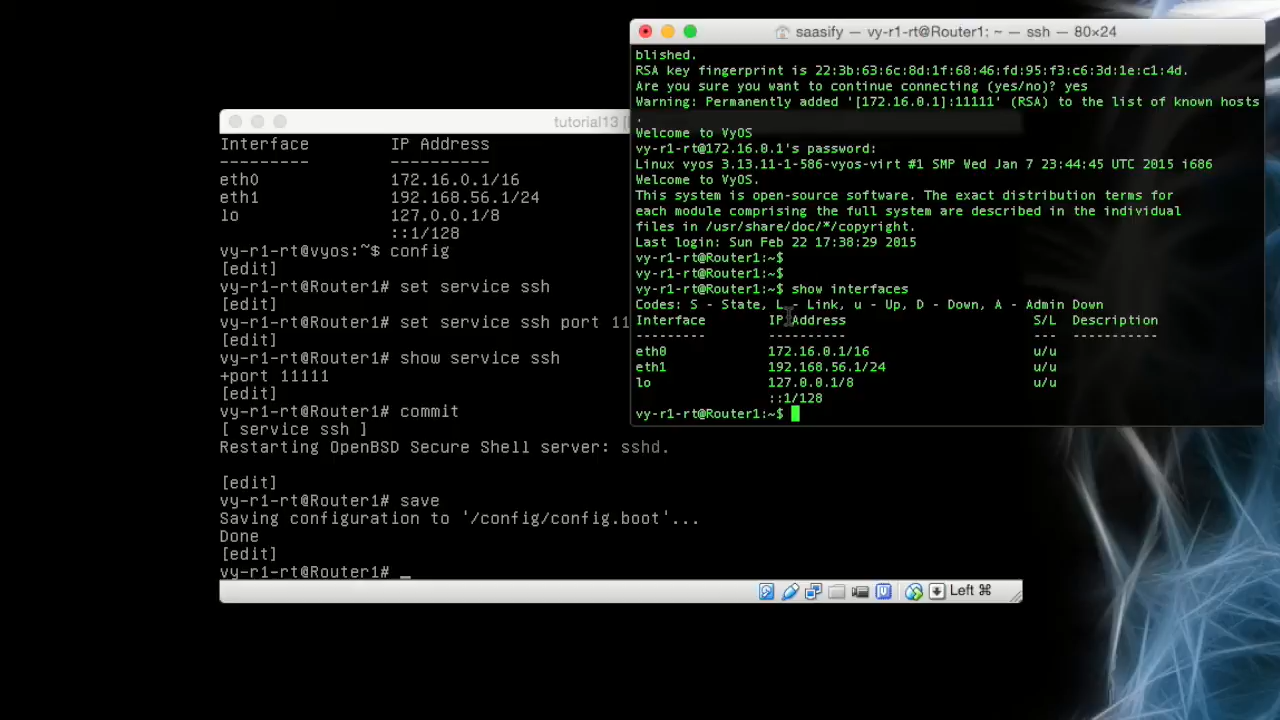 tutorial13 [
Interface IP Address
--------- ----------
eth0 172.16.0.1/16
eth1 192.168.56.1/24
lo 127.0.0.1/8
::1/128
vy-r1-rt@vyos:~$ config
[edit]
vy-r1-rt@Router1# set service ssh
[edit]
vy-r1-rt@Router1# set service ssh port 11
[edit]
vy-r1-rt@Router1# show service ssh
+port 11111
[edit]
vy-r1-rt@Router1# commit
[ service ssh ]
Restarting OpenBSD Secure Shell server: sshd.
[edit]
vy-r1-rt@Router1# save
Saving configuration to '/config/config.boot'...
Done
[edit]
vy-r1-rt@Router1# _
Left ⌘
saasify — vy-r1-rt@Router1: ~ — ssh — 80×24
blished.
RSA key fingerprint is 22:3b:63:6c:8d:1f:68:46:fd:95:f3:c6:3d:1e:c1:4d.
Are you sure you want to continue connecting (yes/no)? yes
Warning: Permanently added '[172.16.0.1]:11111' (RSA) to the list of known hosts
.
Welcome to VyOS
vy-r1-rt@172.16.0.1's password:
Linux vyos 3.13.11-1-586-vyos-virt #1 SMP Wed Jan 7 23:44:45 UTC 2015 i686
Welcome to VyOS.
This system is open-source software. The exact distribution terms for
each module comprising the full system are described in the individual
files in /usr/share/doc/*/copyright.
Last login: Sun Feb 22 17:38:29 2015
vy-r1-rt@Router1:~$
vy-r1-rt@Router1:~$
vy-r1-rt@Router1:~$ show interfaces
Codes: S - State, L - Link, u - Up, D - Down, A - Admin Down
Interface IP Address S/L Description
--------- ---------- --- -----------
eth0 172.16.0.1/16 u/u
eth1 192.168.56.1/24 u/u
lo 127.0.0.1/8 u/u
::1/128
vy-r1-rt@Router1:~$